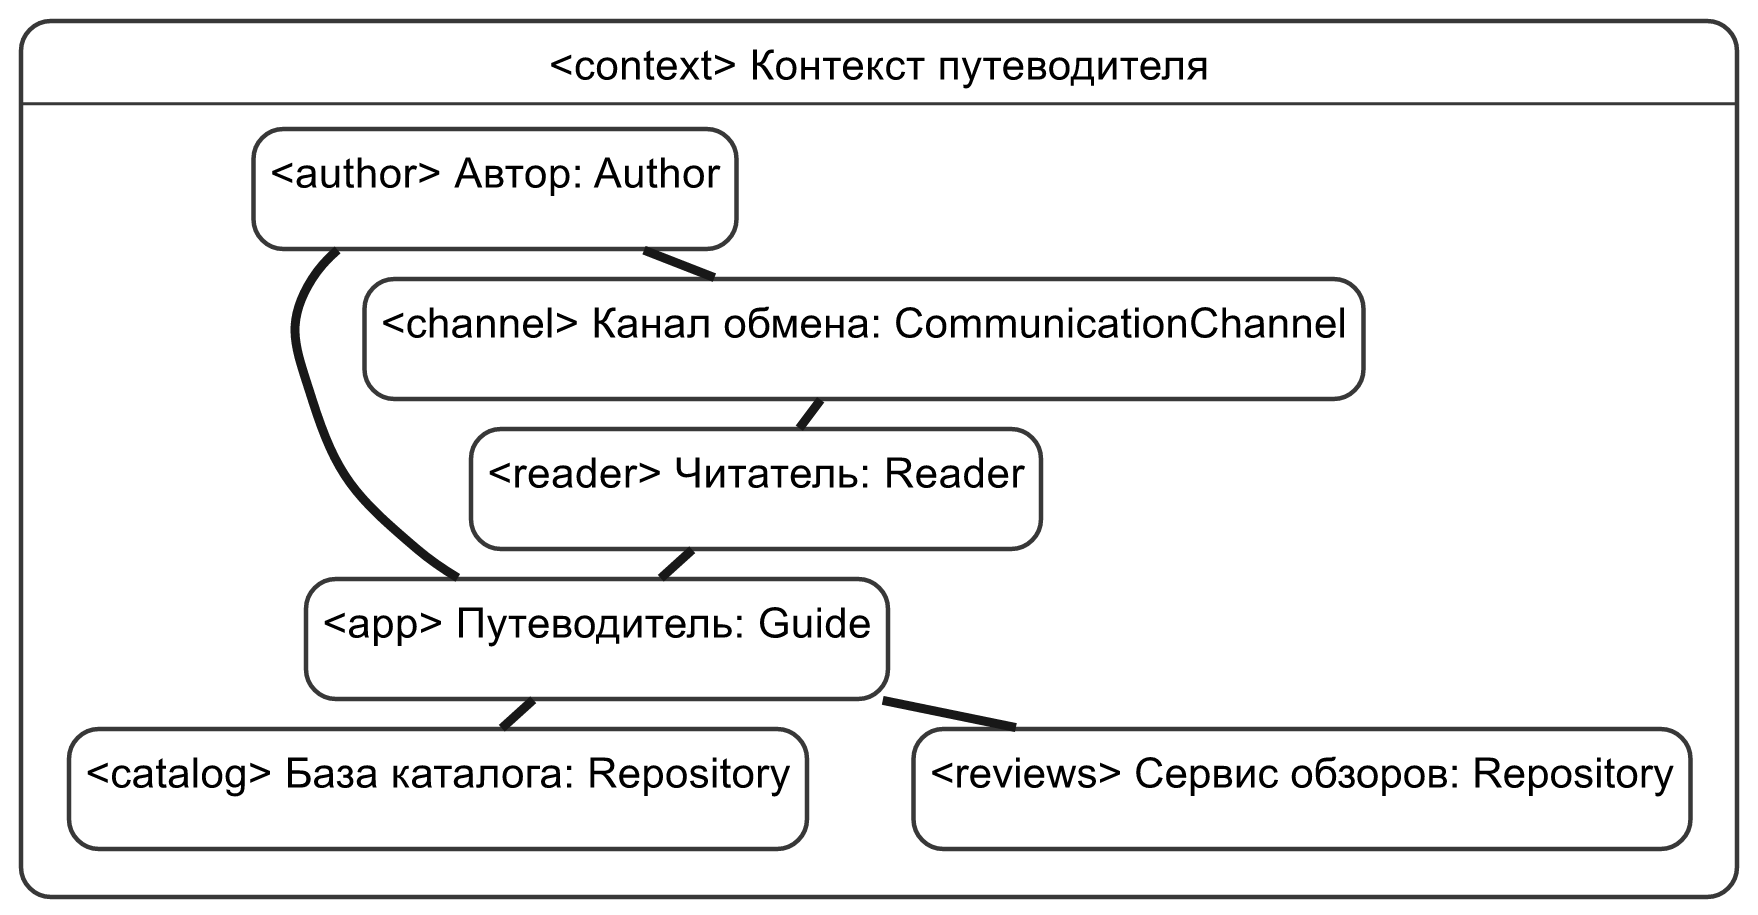 <context> Контекст путеводителя
<author> Автор: Author
<channel> Канал обмена: CommunicationChannel
<reader> Читатель: Reader
<app> Путеводитель: Guide
<catalog> База каталога: Repository
<reviews> Сервис обзоров: Repository